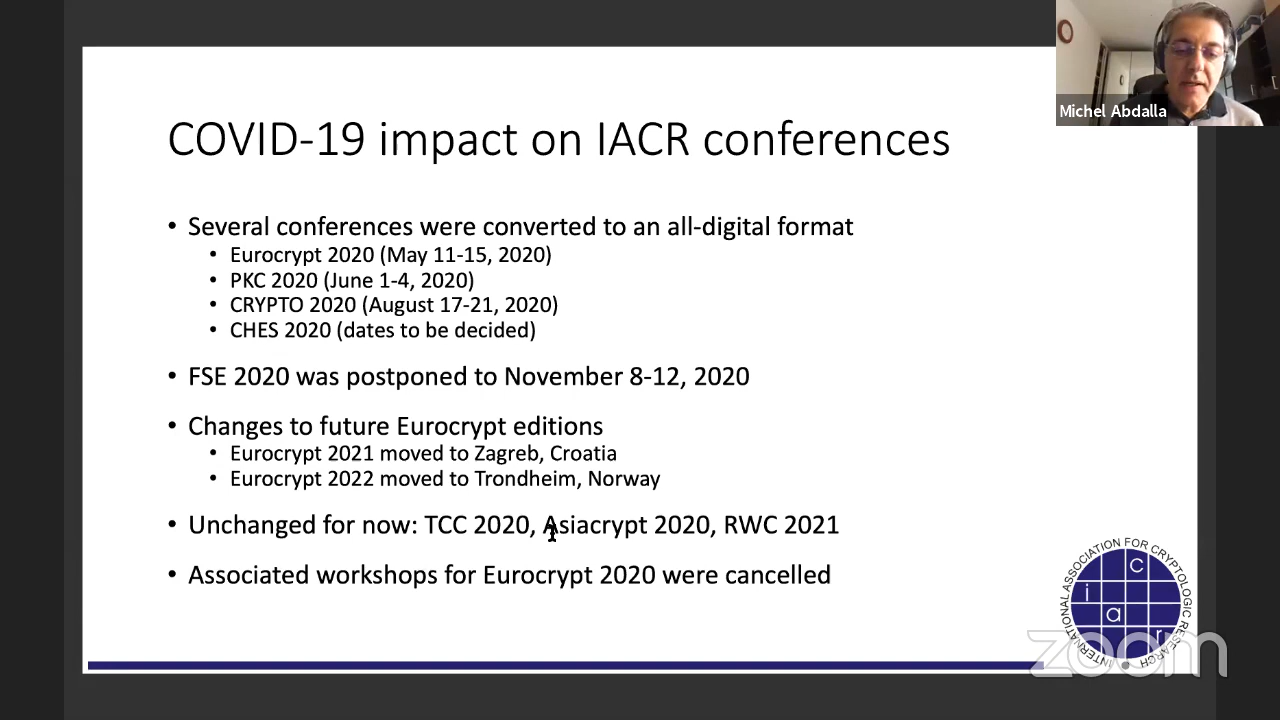 Michel Abdalla
COVID-19 impact on IACR conferences
• Several conferences were converted to an all-digital format
• Eurocrypt 2020 (May 11-15, 2020)
• PKC 2020 (June 1-4, 2020)
• CRYPTO 2020 (August 17-21, 2020)
• CHES 2020 (dates to be decided)
• FSE 2020 was postponed to November 8-12, 2020
• Changes to future Eurocrypt editions
• Eurocrypt 2021 moved to Zagreb, Croatia
• Eurocrypt 2022 moved to Trondheim, Norway
• Unchanged for now: TCC 2020, Asiacrypt 2020, RWC 2021
• Associated workshops for Eurocrypt 2020 were cancelled
INTERNATIONAL ASSOCIATION FOR CRYPTOLOGIC RESEARCH
i a c r
zoom